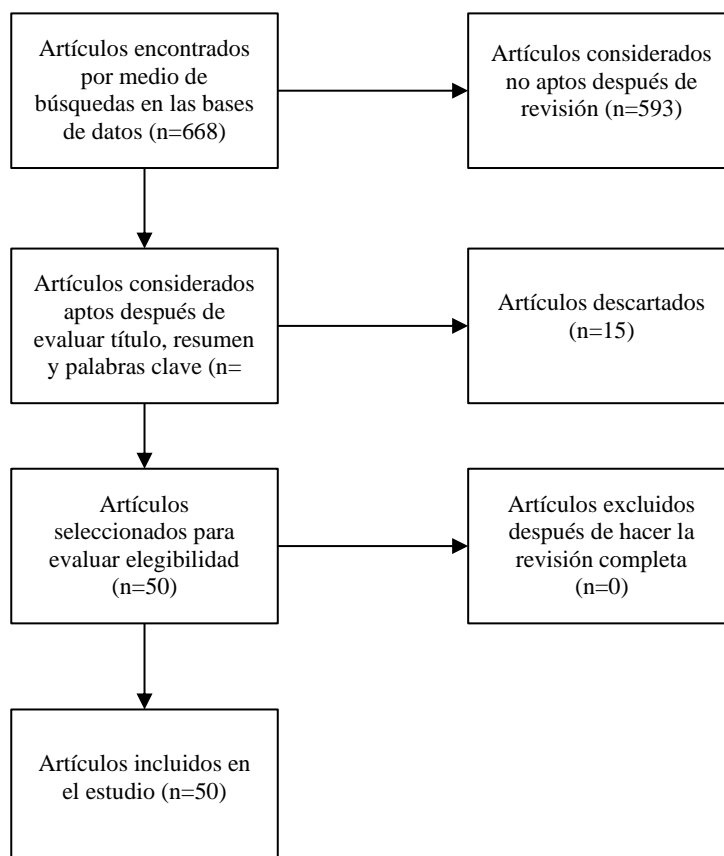 Artículos encontrados
por medio de
búsquedas en las bases
de datos (n=668)
Artículos considerados
no aptos después de
revisión (n=593)
Artículos considerados
aptos después de
evaluar título, resumen
y palabras clave (n=
Artículos descartados
(n=15)
Artículos
seleccionados para
evaluar elegibilidad
(n=50)
Artículos excluidos
después de hacer la
revisión completa
(n=0)
Artículos incluidos en
el estudio (n=50)